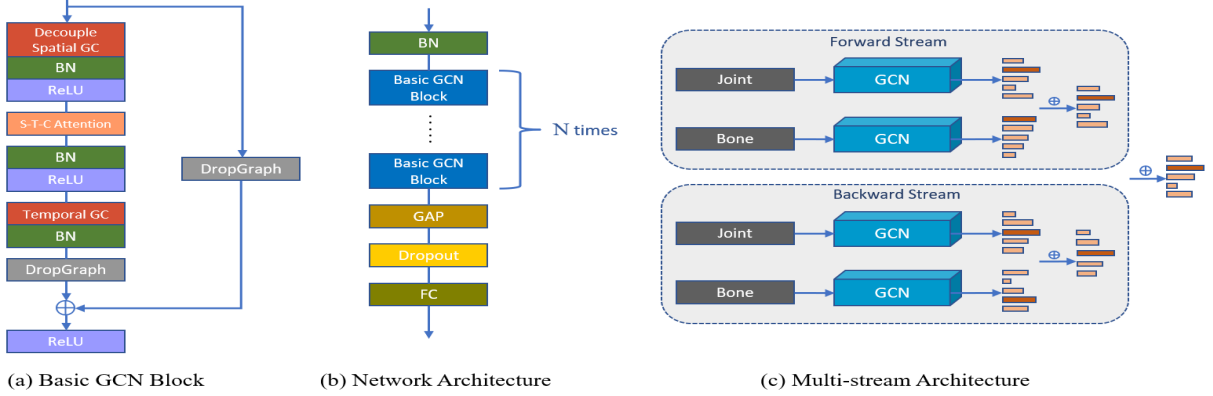 Decouple
Spatial GC
BN
ReLU
S-T-C Attention
BN
ReLU
Temporal GC
BN
DropGraph
ReLU
DropGraph
(a) Basic GCN Block
BN
Basic GCN
Block
Basic GCN
Block
N times
GAP
Dropout
FC
(b) Network Architecture
Forward Stream
Joint
GCN
Bone
GCN
Backward Stream
Joint
GCN
Bone
GCN
(c) Multi-stream Architecture